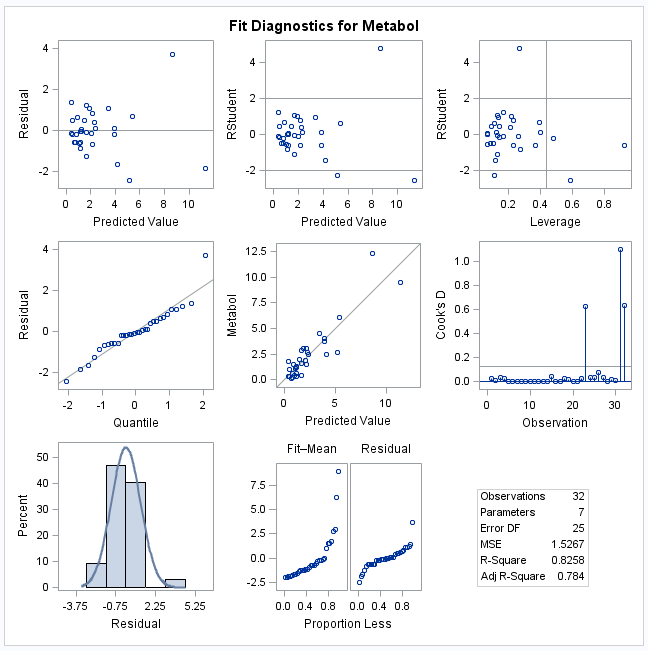 Fit Diagnostics for Metabol
4
2
0
-2
Residual
0 2 4 6 8 10
Predicted Value
4
2
0
-2
RStudent
0 2 4 6 8 10
Predicted Value
4
2
0
-2
RStudent
0.2 0.4 0.6 0.8
Leverage
4
2
0
-2
Residual
-2 -1 0 1 2
Quantile
12.5
10.0
7.5
5.0
2.5
0.0
Metabol
0 5 10
Predicted Value
1.0
0.8
0.6
0.4
0.2
0.0
Cook's D
0 10 20 30
Observation
50
40
30
20
10
0
Percent
-3.75 -0.75 2.25 5.25
Residual
Fit–Mean Residual
7.5
5.0
2.5
0.0
-2.5
0.0 0.4 0.8 0.0 0.4 0.8
Proportion Less
Observations 32
Parameters 7
Error DF 25
MSE 1.5267
R-Square 0.8258
Adj R-Square 0.784